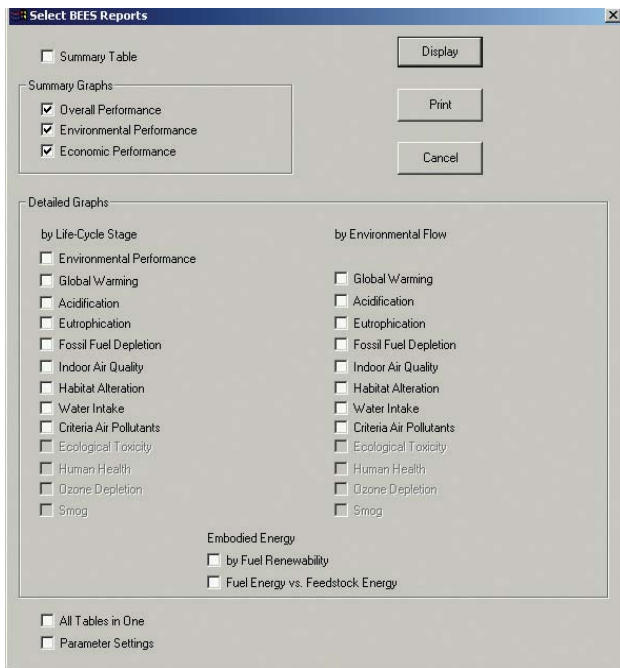 Select BEES Reports
Summary Table
Display
Summary Graphs
Overall Performance
Environmental Performance
Economic Performance
Print
Cancel
Detailed Graphs
by Life-Cycle Stage
Environmental Performance
Global Warming
Acidification
Eutrophication
Fossil Fuel Depletion
Indoor Air Quality
Habitat Alteration
Water Intake
Criteria Air Pollutants
Ecological Toxicity
Human Health
Ozone Depletion
Smog
by Environmental Flow
Global Warming
Acidification
Eutrophication
Fossil Fuel Depletion
Indoor Air Quality
Habitat Alteration
Water Intake
Criteria Air Pollutants
Ecological Toxicity
Human Health
Ozone Depletion
Smog
Embodied Energy
by Fuel Renewability
Fuel Energy vs. Feedstock Energy
All Tables in One
Parameter Settings